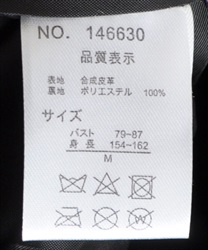 NO. 146630
品質表示
表地 合成皮革
裏地 ポリエステル 100%
サイズ
バスト 79-87
身長 154-162
M